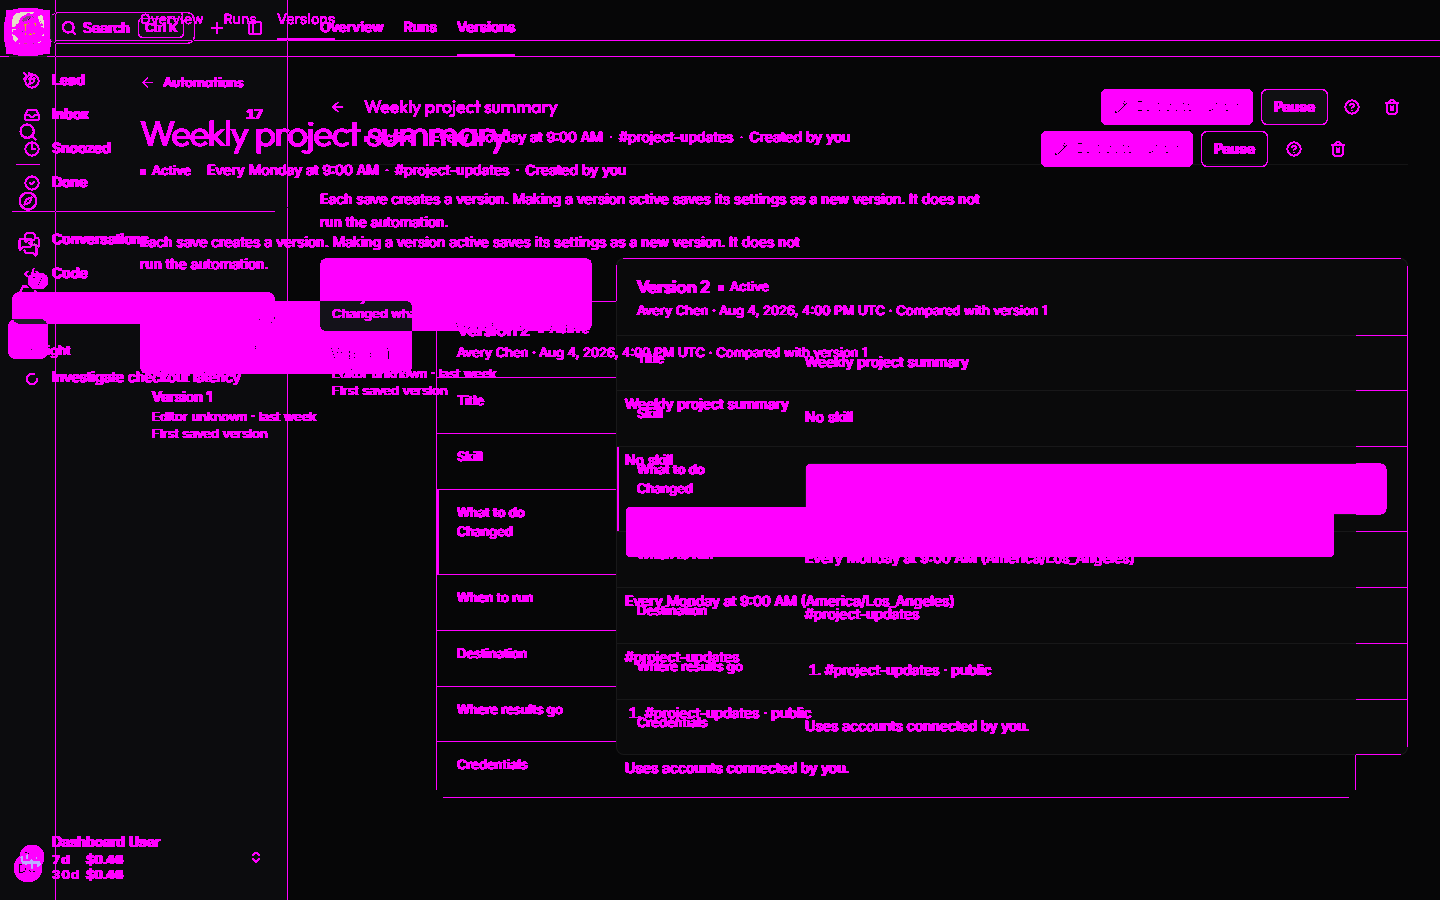 Overview Runs Versions
Search Ctrl K
Overview Runs Versions
Lead
Automations
Inbox 17
Weekly project summary
Pause
Weekly project summary
day at 9:00 AM · #project-updates · Created by you
Pause
Snoozed
Active Every Monday at 9:00 AM · #project-updates · Created by you
Done
Each save creates a version. Making a version active saves its settings as a new version. It does not
run the automation.
Conversations
Each save creates a version. Making a version active saves its settings as a new version. It does not
run the automation.
Code
Version 2 Active
Avery Chen · Aug 4, 2026, 4:00 PM UTC · Compared with version 1
Changed
Version 2
Avery Chen · Aug 4, 2026, 4:00 PM UTC · Compared with version 1
Title
Weekly project summary
Investigate checkout latency
Editor unknown · last week
First saved version
Version 1
Editor unknown · last week
First saved version
Title
Weekly project summary
Skill
No skill
Skill
No skill
What to do
Changed
What to do
Changed
Every Monday at 9:00 AM (America/Los_Angeles)
When to run
Every Monday at 9:00 AM (America/Los_Angeles)
Destination
#project-updates
Destination
#project-updates
Where results go
1. #project-updates · public
Where results go
1. #project-updates · public
Credentials
Uses accounts connected by you.
Credentials
Uses accounts connected by you.
Dashboard User
7d $0.46
30d $0.46